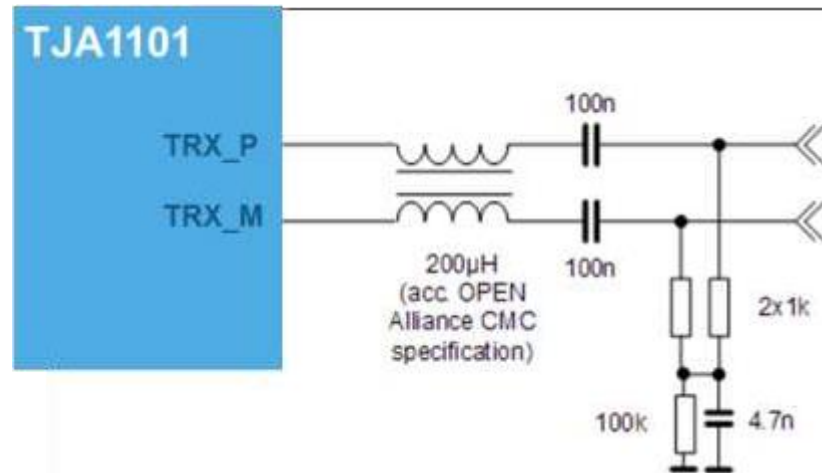 TJA1101
100n
TRX_P
TRX_M
100n
200µH
(acc. OPEN
Alliance CMC
specification)
2x1k
100k
4.7n